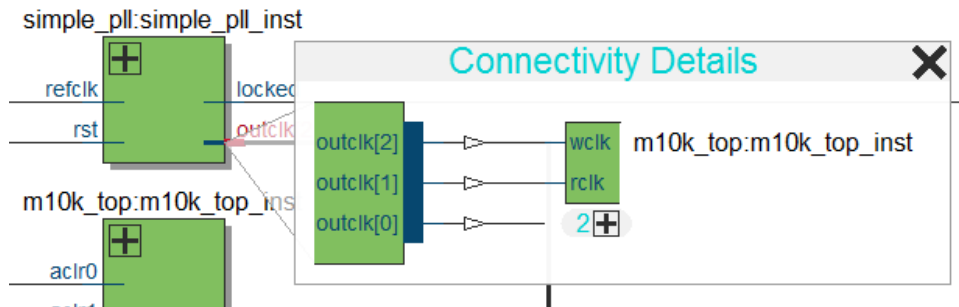 simple_pll:simple_pll_inst
Connectivity Details
refclk
locked
rst
outclk
outclk[2]
wclk
m10k_top:m10k_top_inst
outclk[1]
rclk
outclk[0]
2
m10k_top:m10k_top_ins
aclr0